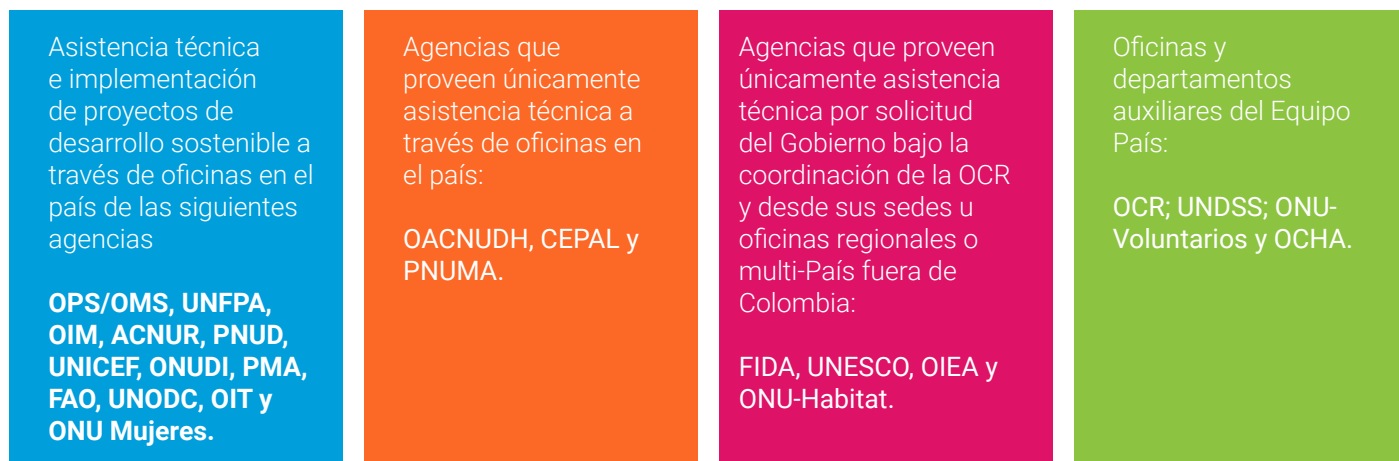 Asistencia técnica
e implementación
de proyectos de
desarrollo sostenible a
través de oficinas en el
país de las siguientes
agencias
OPS/OMS, UNFPA,
OIM, ACNUR, PNUD,
UNICEF, ONUDI, PMA,
FAO, UNODC, OIT y
ONU Mujeres.
Agencias que
proveen únicamente
asistencia técnica a
través de oficinas en
el país:
OACNUDH, CEPAL y
PNUMA.
Agencias que proveen
únicamente asistencia
técnica por solicitud
del Gobierno bajo la
coordinación de la OCR
y desde sus sedes u
oficinas regionales o
multi-País fuera de
Colombia:
FIDA, UNESCO, OIEA y
ONU-Habitat.
Oficinas y
departamentos
auxiliares del Equipo
País:
OCR; UNDSS; ONU-
Voluntarios y OCHA.